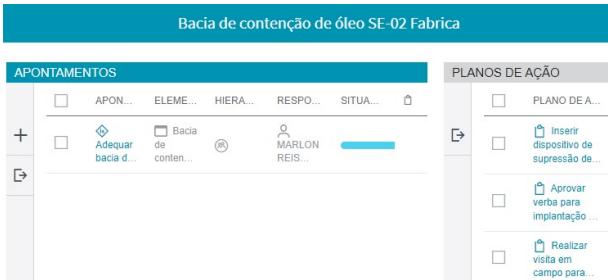 Bacia de contenção de óleo SE-02 Fabrica
APONTAMENTOS
APON... ELEME... HIERA... RESPO... SITUA...
Adequar
bacia d...
Bacia
de
conten...
MARLON
REIS...
PLANOS DE AÇÃO
PLANO DE A...
Inserir
dispositivo de
supressão de...
Aprovar
verba para
implantação ...
Realizar
visita em
campo para...